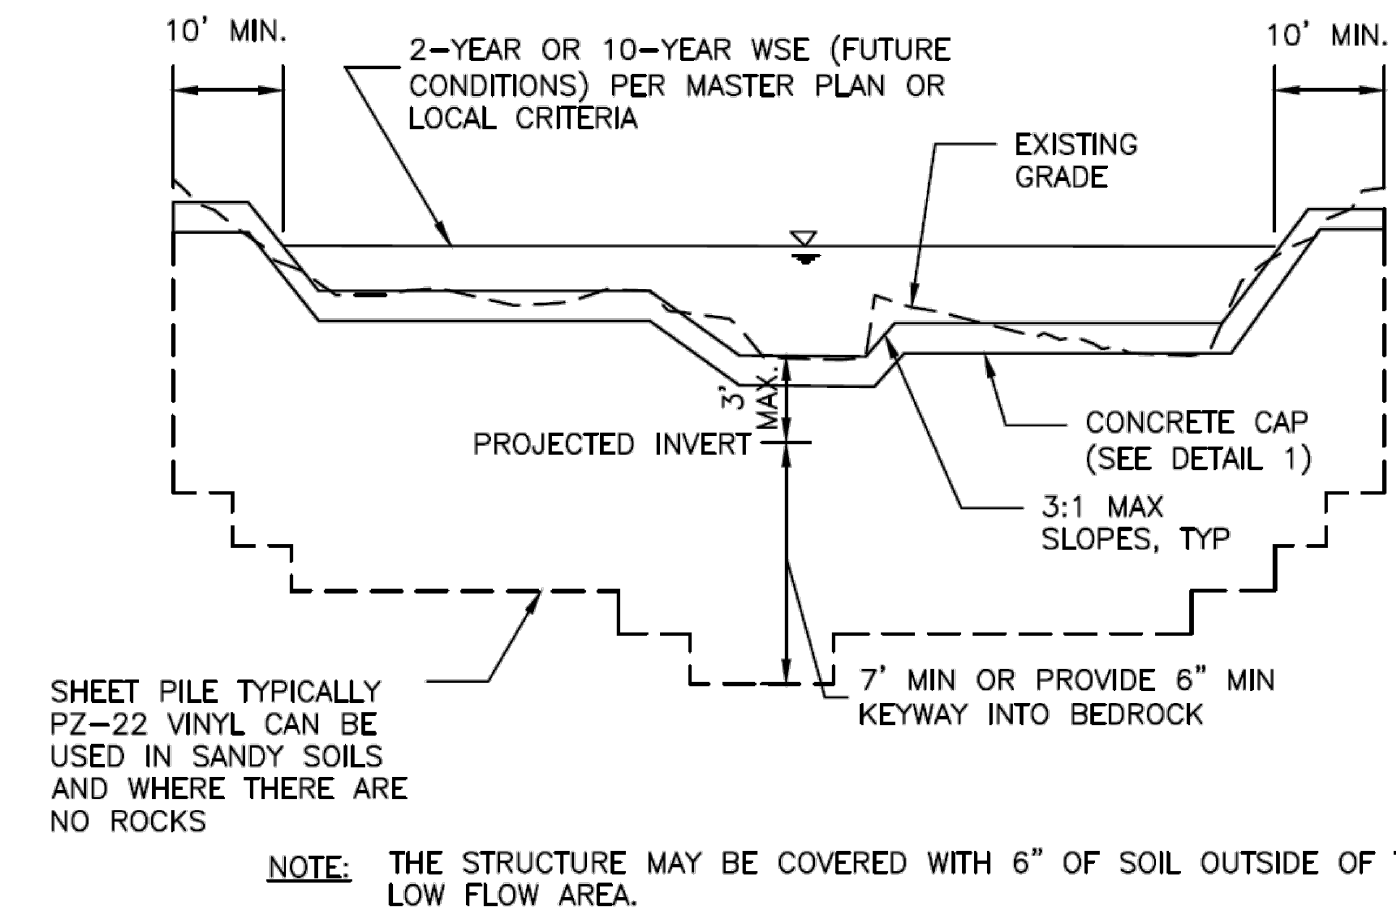 10' MIN.
10' MIN.
2-YEAR OR 10-YEAR WSE (FUTURE
CONDITIONS) PER MASTER PLAN OR
LOCAL CRITERIA
EXISTING
GRADE
3'
MAX.
PROJECTED INVERT
CONCRETE CAP
(SEE DETAIL 1)
3:1 MAX
SLOPES, TYP
7' MIN OR PROVIDE 6" MIN
KEYWAY INTO BEDROCK
SHEET PILE TYPICALLY
PZ-22 VINYL CAN BE
USED IN SANDY SOILS
AND WHERE THERE ARE
NO ROCKS
NOTE: THE STRUCTURE MAY BE COVERED WITH 6" OF SOIL OUTSIDE OF
LOW FLOW AREA.